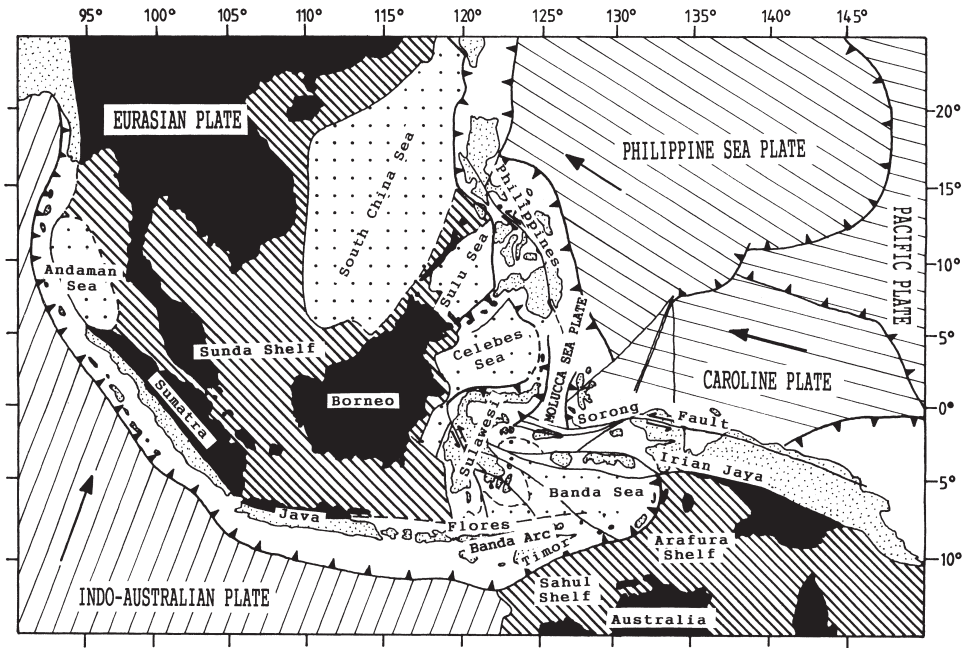 95° 100° 105° 110° 115° 120° 125° 130° 135° 140° 145°
EURASIAN PLATE
PHILIPPINE SEA PLATE
20°
15°
10°
5°
0°
5°
10°
PACIFIC PLATE
South China Sea
Philippines
Sulu Sea
Andaman
Sea
Celebes
Sea
MOLUCCA SEA PLATE
Sunda Shelf
CAROLINE PLATE
Borneo
Sumatra
Sorong Fault
Sulawesi
Irian Jaya
Banda Sea
Java
Flores
Banda Arc
Timor
Arafura
Shelf
Sahul
Shelf
INDO-AUSTRALIAN PLATE
Australia